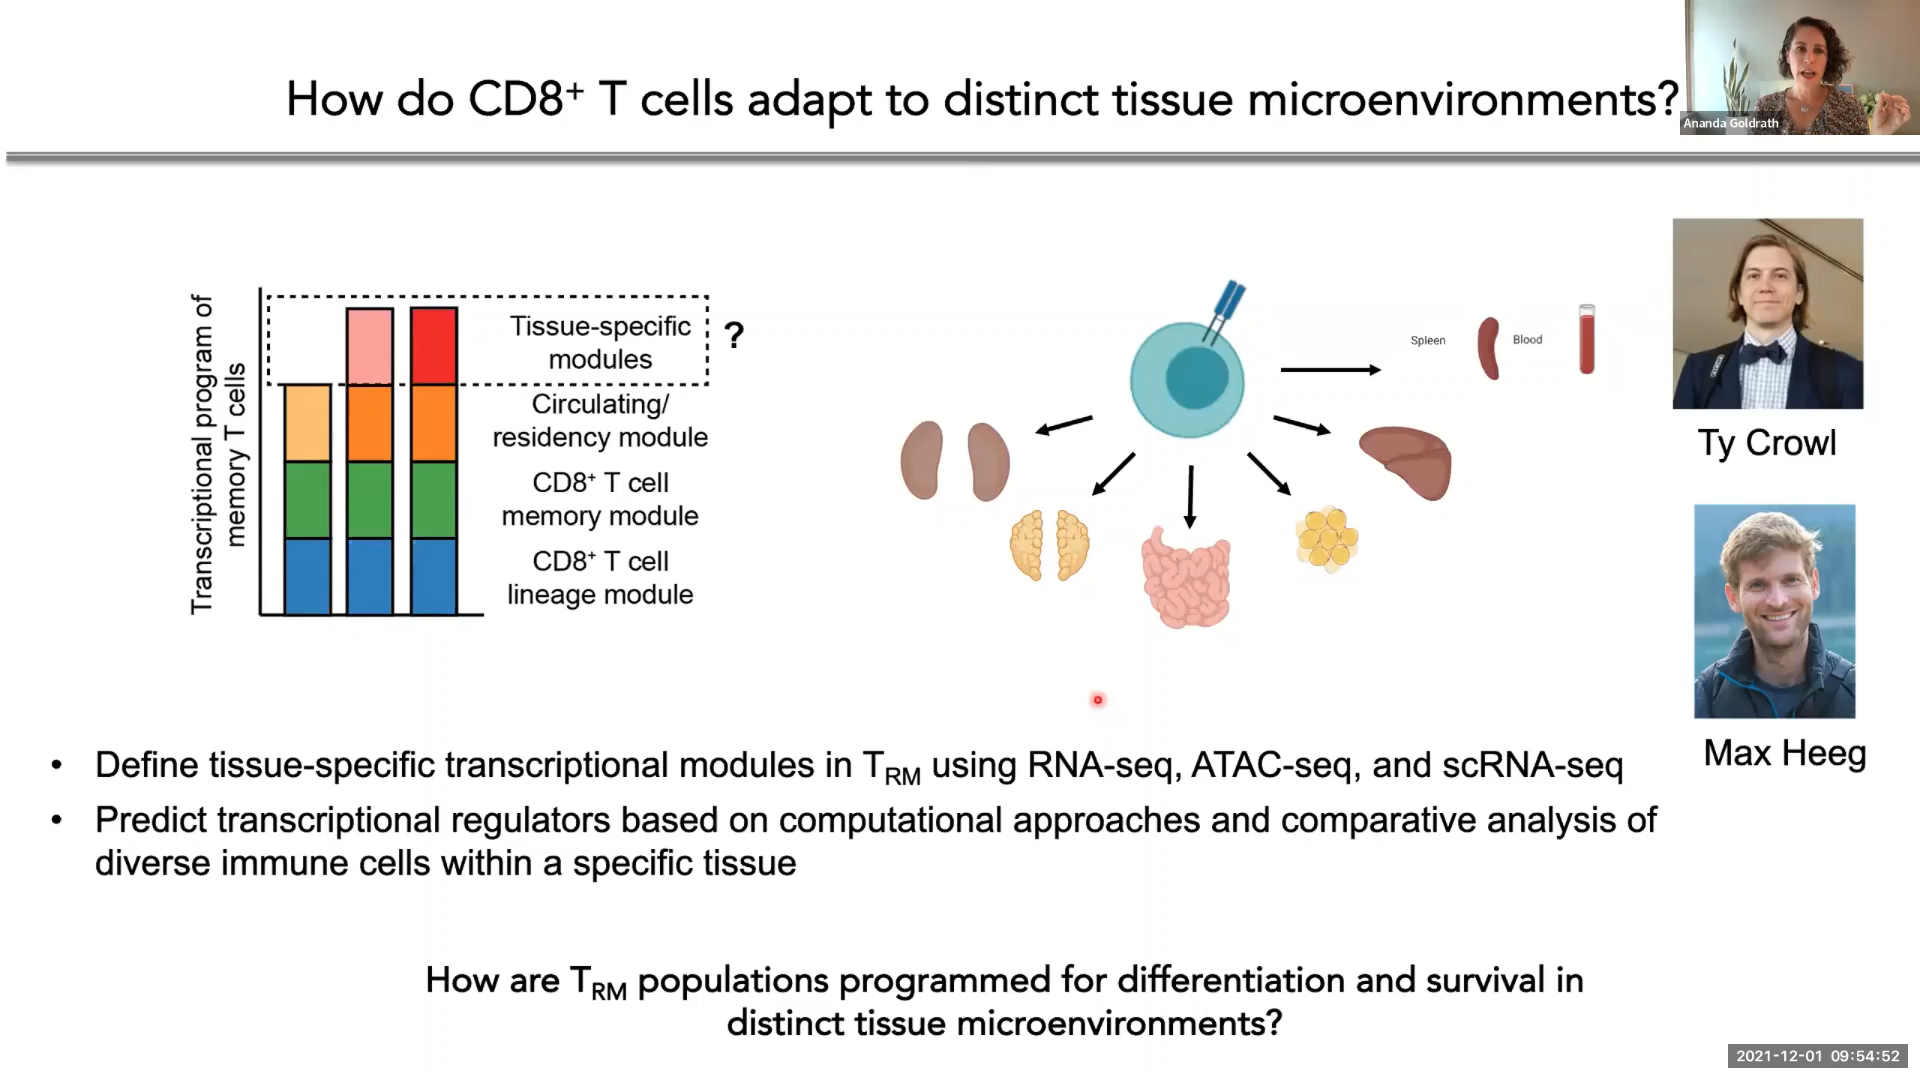 How do CD8⁺ T cells adapt to distinct tissue microenvironments?
Ananda Goldrath
Transcriptional program of
memory T cells
Tissue-specific
modules
?
Circulating/
residency module
CD8⁺ T cell
memory module
CD8⁺ T cell
lineage module
Spleen
Blood
Ty Crowl
Max Heeg
• Define tissue-specific transcriptional modules in TRM using RNA-seq, ATAC-seq, and scRNA-seq
• Predict transcriptional regulators based on computational approaches and comparative analysis of
diverse immune cells within a specific tissue
How are TRM populations programmed for differentiation and survival in
distinct tissue microenvironments?
2021-12-01 09:54:52